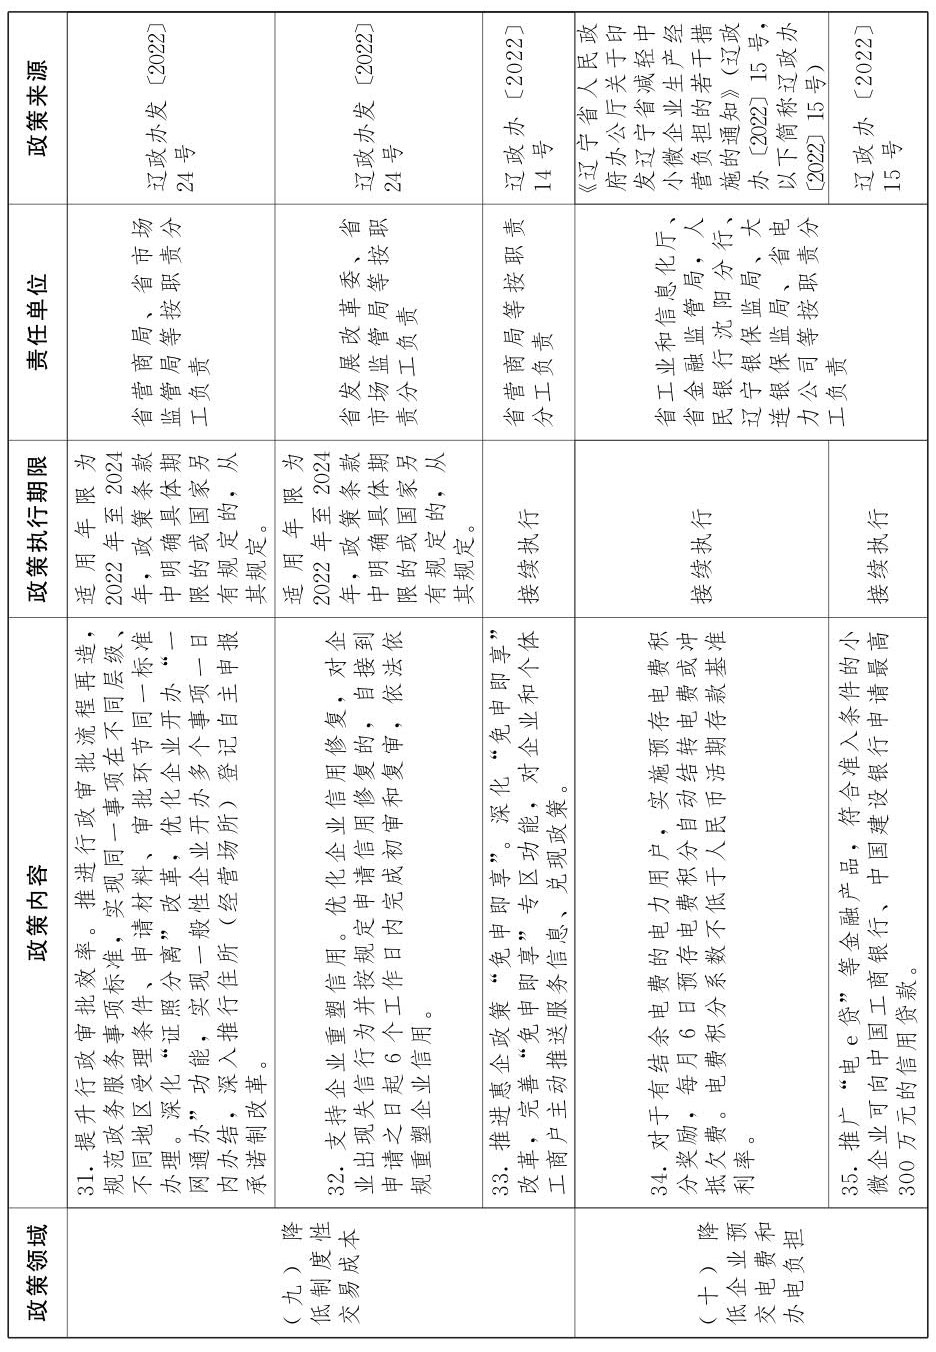 政策领域
政策内容
政策执行期限
责任单位
政策来源
（九）降
低制度性
交易成本
31. 提升行政审批效率。推进行政审批流程再造，
规范政务服务事项标准，实现同一事项在不同层级、
不同地区受理条件、申请材料、审批环节同一标准
办理。深化“证照分离”改革，优化企业开办“一
网通办”功能，实现一般性企业开办多个事项一日
内办结，深入推行住所（经营场所）登记自主申报
承诺制改革。
适用年限为
2022 年至 2024
年，政策条款
中明确具体期
限的或国家另
有规定的，从
其规定。
省营商局、省市场
监管局等按职责分
工负责
辽政办发〔2022〕
24 号
32. 支持企业重塑信用。优化企业信用修复，对企
业出现失信行为并按规定申请信用修复的，自接到
申请之日起 6 个工作日内完成初审和复审，依法依
规重塑企业信用。
适用年限为
2022 年至 2024
年，政策条款
中明确具体期
限的或国家另
有规定的，从
其规定。
省发展改革委、省
市场监管局等按职
责分工负责
辽政办发〔2022〕
24 号
33. 推进惠企政策“免申即享”。深化“免申即享”
改革，完善“免申即享”专区功能，对企业和个体
工商户主动推送服务信息、兑现政策。
接续执行
省营商局等按职责
分工负责
辽政办〔2022〕
14 号
（十）降
低企业预
交电费和
办电负担
34. 对于有结余电费的电力用户，实施预存电费积
分奖励，每月 6 日预存电费积分自动结转电费或冲
抵欠费。电费积分系数不低于人民币活期存款基准
利率。
接续执行
省工业和信息化厅、
省金融监管局，人
民银行沈阳分行、
辽宁银保监局、大
连银保监局、省电
力公司等按职责分
工负责
《辽宁省人民政
府办公厅关于印
发辽宁省减轻中
小微企业生产经
营负担的若干措
施的通知》（辽政
办〔2022〕15 号，
以下简称辽政办
〔2022〕15 号）
35. 推广“电 e 贷”等金融产品，符合准入条件的小
微企业可向中国工商银行、中国建设银行申请最高
300 万元的信用贷款。
接续执行
辽政办〔2022〕
15 号